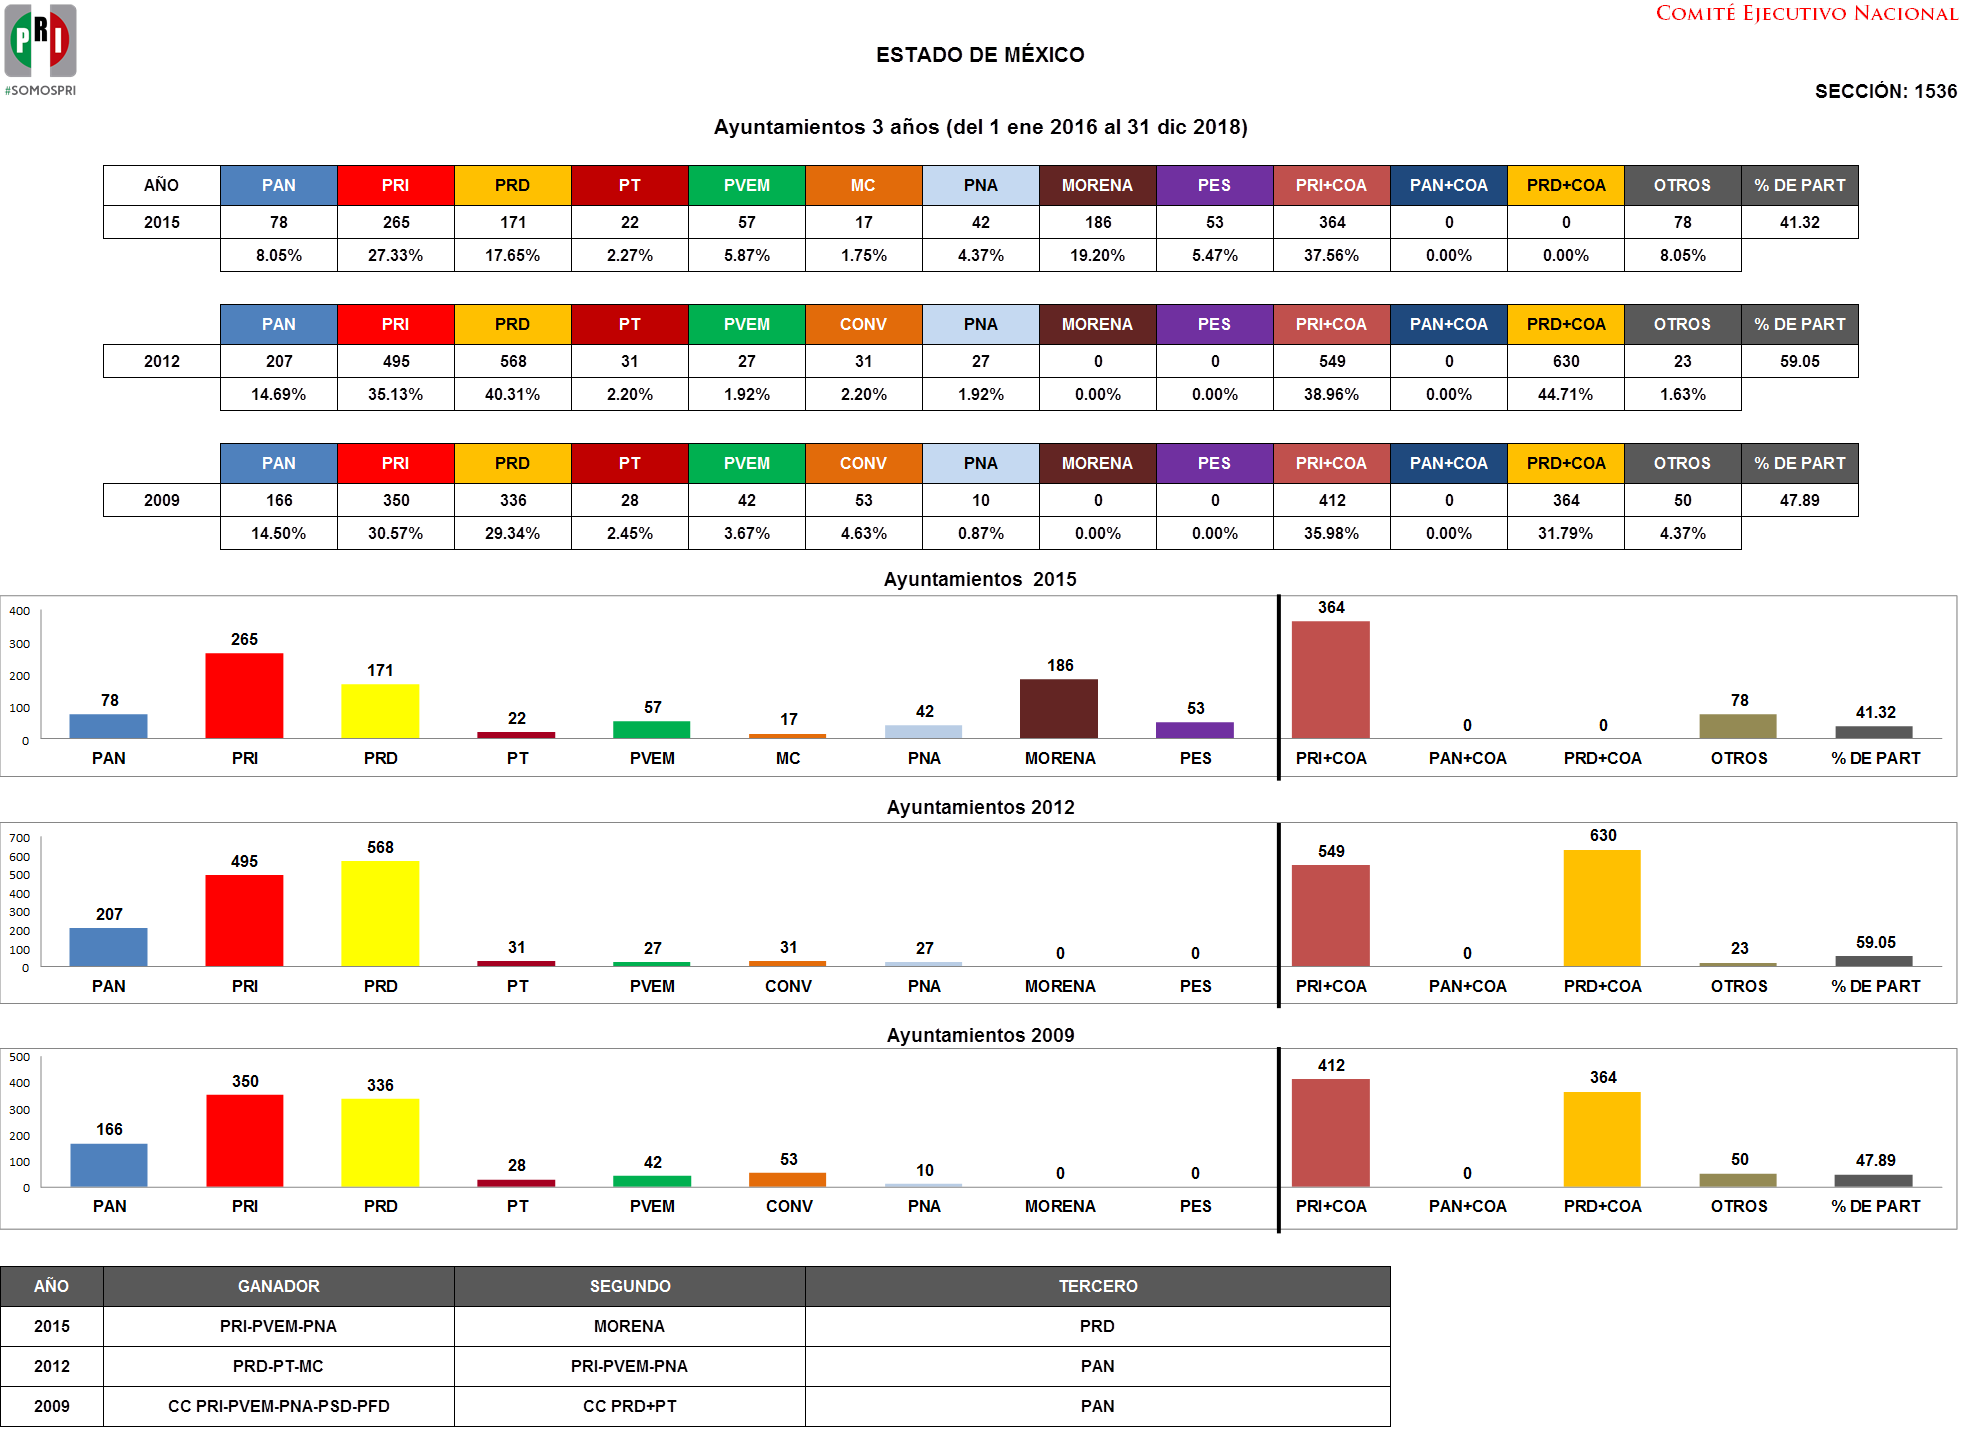 PRI
#SOMOSPRI
COMITÉ EJECUTIVO NACIONAL
ESTADO DE MÉXICO
SECCIÓN: 1536
Ayuntamientos 3 años (del 1 ene 2016 al 31 dic 2018)
AÑO PAN PRI PRD PT PVEM MC PNA MORENA PES PRI+COA PAN+COA PRD+COA OTROS % DE PART
2015 78 265 171 22 57 17 42 186 53 364 0 0 78 41.32
8.05% 27.33% 17.65% 2.27% 5.87% 1.75% 4.37% 19.20% 5.47% 37.56% 0.00% 0.00% 8.05%
PAN PRI PRD PT PVEM CONV PNA MORENA PES PRI+COA PAN+COA PRD+COA OTROS % DE PART
2012 207 495 568 31 27 31 27 0 0 549 0 630 23 59.05
14.69% 35.13% 40.31% 2.20% 1.92% 2.20% 1.92% 0.00% 0.00% 38.96% 0.00% 44.71% 1.63%
PAN PRI PRD PT PVEM CONV PNA MORENA PES PRI+COA PAN+COA PRD+COA OTROS % DE PART
2009 166 350 336 28 42 53 10 0 0 412 0 364 50 47.89
14.50% 30.57% 29.34% 2.45% 3.67% 4.63% 0.87% 0.00% 0.00% 35.98% 0.00% 31.79% 4.37%
Ayuntamientos 2015
400
300
200
100
0
78 265 171 22 57 17 42 186 53 364 0 0 78 41.32
PAN PRI PRD PT PVEM MC PNA MORENA PES PRI+COA PAN+COA PRD+COA OTROS % DE PART
Ayuntamientos 2012
700
600
500
400
300
200
100
0
207 495 568 31 27 31 27 0 0 549 0 630 23 59.05
PAN PRI PRD PT PVEM CONV PNA MORENA PES PRI+COA PAN+COA PRD+COA OTROS % DE PART
Ayuntamientos 2009
500
400
300
200
100
0
166 350 336 28 42 53 10 0 0 412 0 364 50 47.89
PAN PRI PRD PT PVEM CONV PNA MORENA PES PRI+COA PAN+COA PRD+COA OTROS % DE PART
AÑO GANADOR SEGUNDO TERCERO
2015 PRI-PVEM-PNA MORENA PRD
2012 PRD-PT-MC PRI-PVEM-PNA PAN
2009 CC PRI-PVEM-PNA-PSD-PFD CC PRD+PT PAN